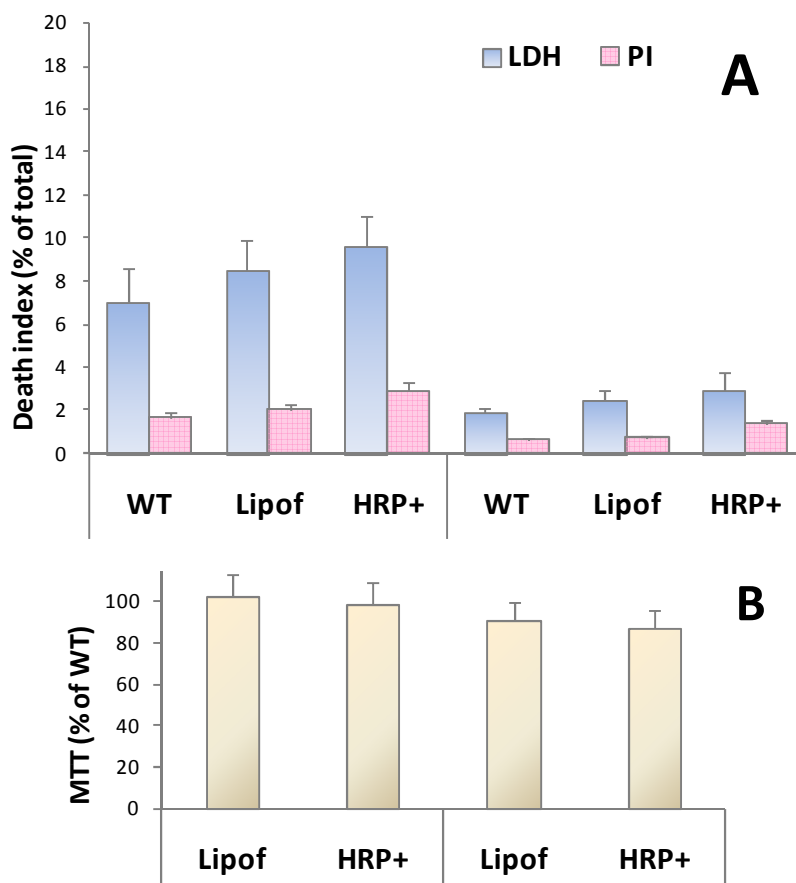 20
18
16
14
12
10
8
6
4
2
0
Death index (% of total)
LDH PI
A
WT Lipof HRP+ WT Lipof HRP+
100
80
60
40
20
0
MTT (% of WT)
B
Lipof HRP+ Lipof HRP+